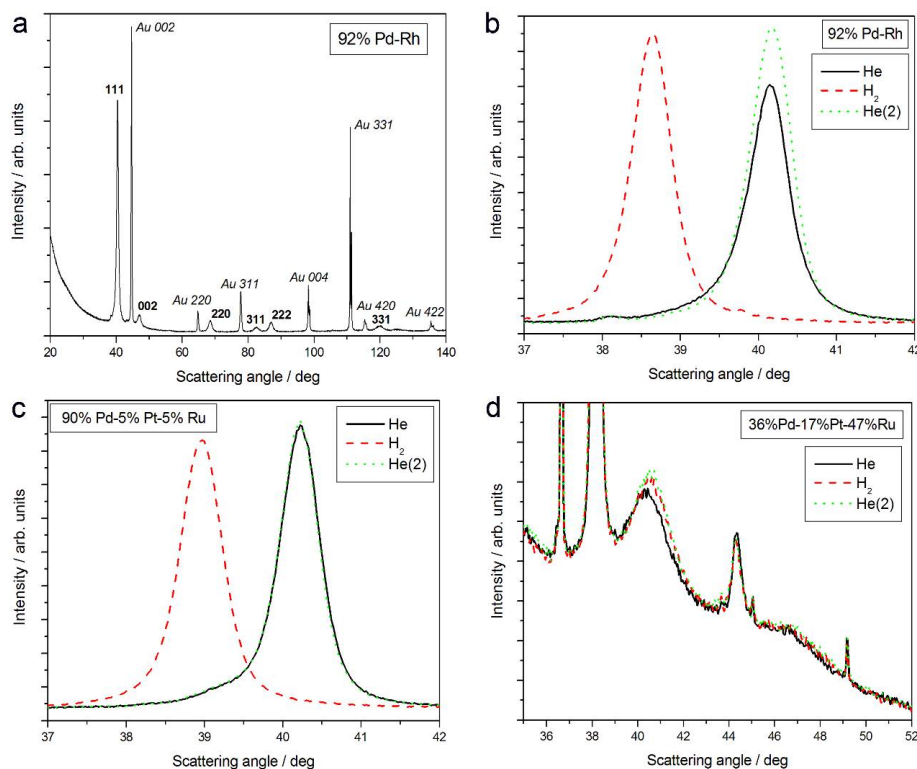 a
Au 002
92% Pd-Rh
111
Au 331
Au 311
Au 004
Au 220
Au 420
Au 422
002
220
311
222
331
Intensity / arb. units
20 40 60 80 100 120 140
Scattering angle / deg
b
92% Pd-Rh
He
H2
He(2)
Intensity / arb. units
37 38 39 40 41 42
Scattering angle / deg
c
90% Pd-5% Pt-5% Ru
He
H2
He(2)
Intensity / arb. units
37 38 39 40 41 42
Scattering angle / deg
d
36%Pd-17%Pt-47%Ru
He
H2
He(2)
Intensity / arb. units
36 38 40 42 44 46 48 50 52
Scattering angle / deg